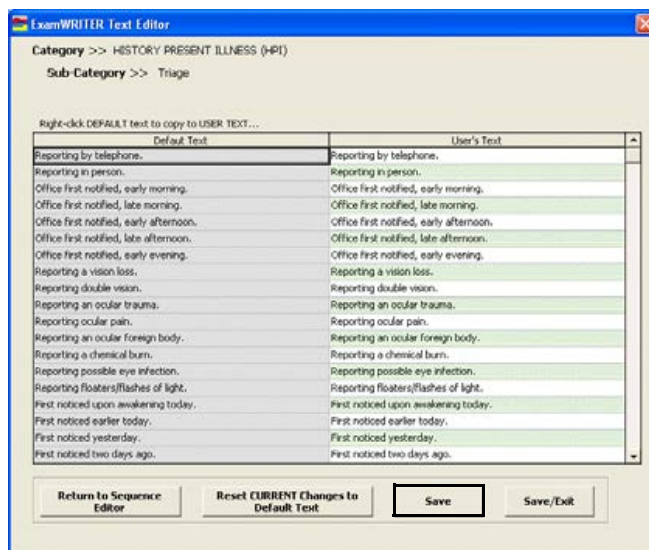 ExamWRITER Text Editor
Category >> HISTORY PRESENT ILLNESS (HPI)
Sub-Category >> Triage
Right-click DEFAULT text to copy to USER TEXT...
Default Text User's Text
Reporting by telephone. Reporting by telephone.
Reporting in person. Reporting in person.
Office first notified, early morning. Office first notified, early morning.
Office first notified, late morning. Office first notified, late morning.
Office first notified, early afternoon. Office first notified, early afternoon.
Office first notified, late afternoon. Office first notified, late afternoon.
Office first notified, early evening. Office first notified, early evening.
Reporting a vision loss. Reporting a vision loss.
Reporting double vision. Reporting double vision.
Reporting an ocular trauma. Reporting an ocular trauma.
Reporting ocular pain. Reporting ocular pain.
Reporting an ocular foreign body. Reporting an ocular foreign body.
Reporting a chemical burn. Reporting a chemical burn.
Reporting possible eye infection. Reporting possible eye infection.
Reporting floaters/flashes of light. Reporting floaters/flashes of light.
First noticed upon awakening today. First noticed upon awakening today.
First noticed earlier today. First noticed earlier today.
First noticed yesterday. First noticed yesterday.
First noticed two days ago. First noticed two days ago.
Return to Sequence Editor
Reset CURRENT Changes to Default Text
Save
Save/Exit